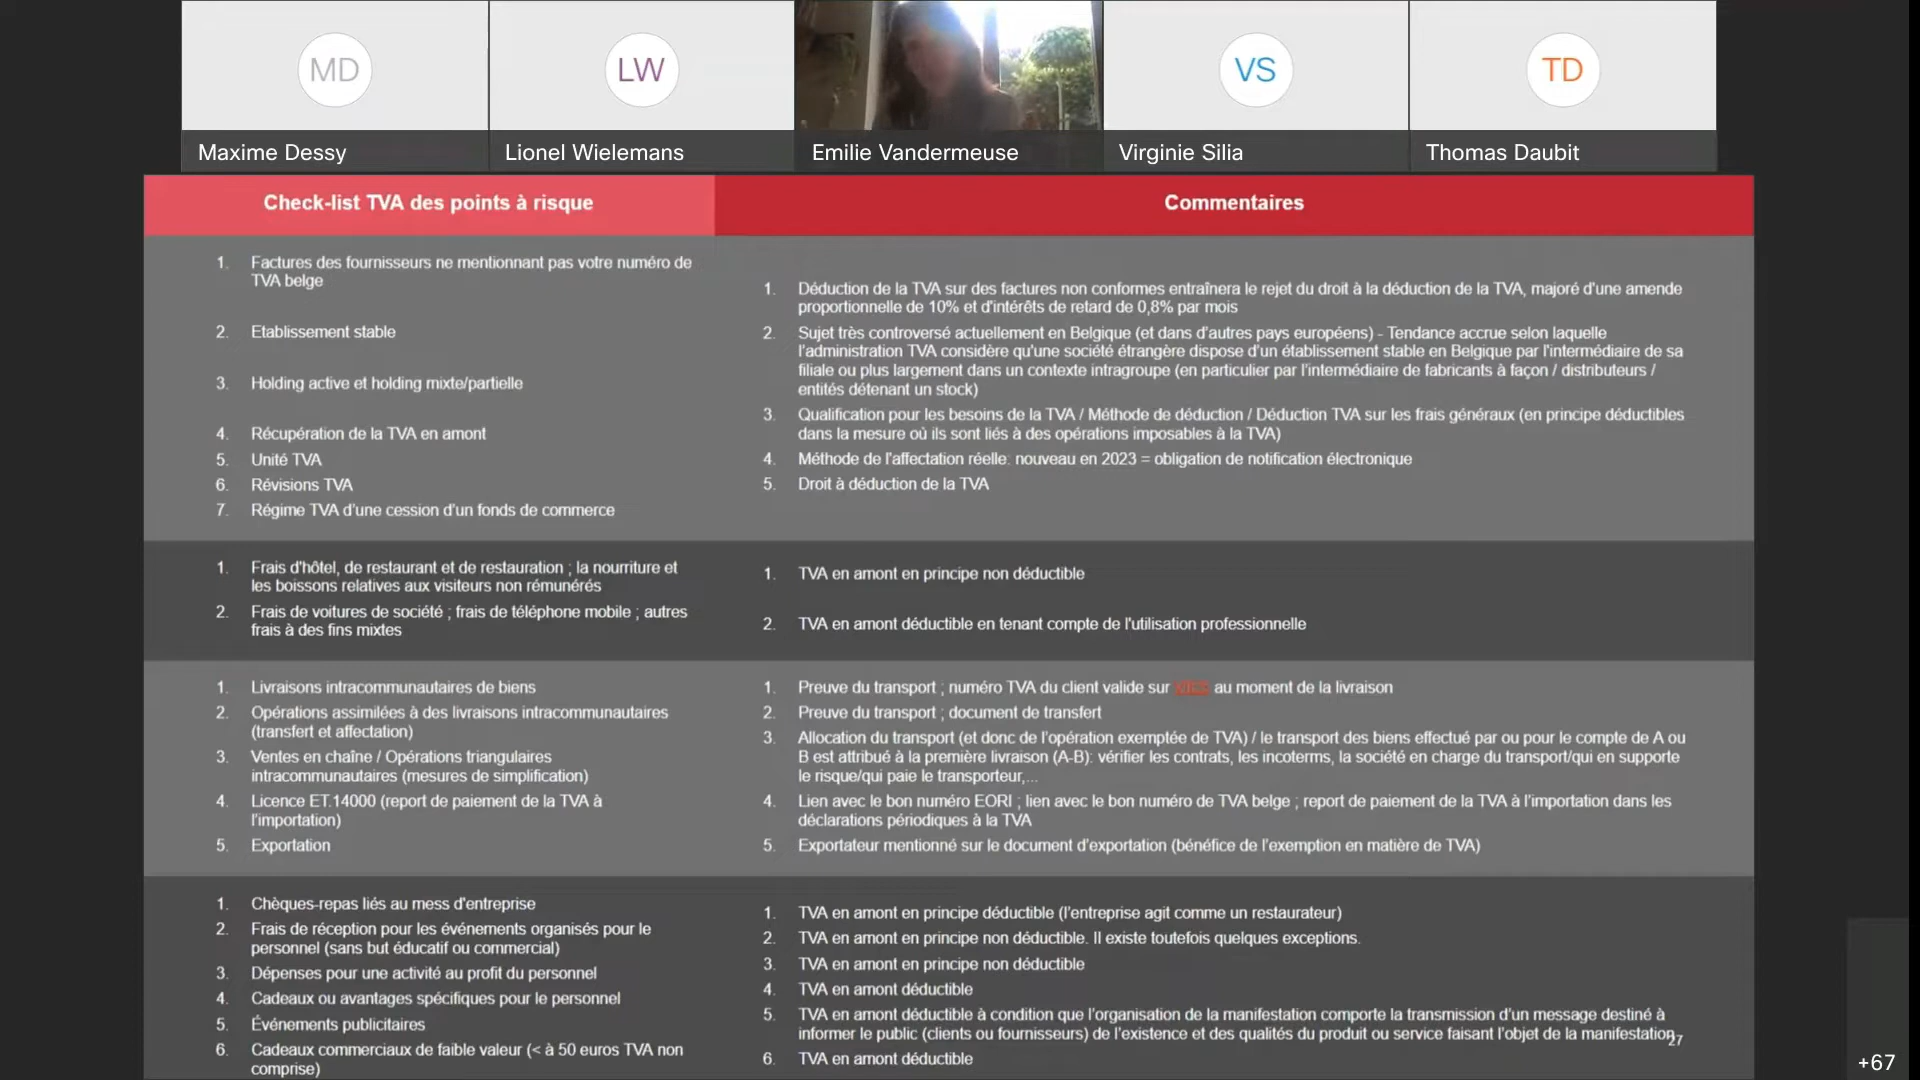 MD
LW
VS
TD
Maxime Dessy
Lionel Wielemans
Emilie Vandermeuse
Virginie Silia
Thomas Daubit
Check-list TVA des points à risque
Commentaires
1. Factures des fournisseurs ne mentionnant pas votre numéro de
TVA belge
2. Etablissement stable
3. Holding active et holding mixte/partielle
4. Récupération de la TVA en amont
5. Unité TVA
6. Révisions TVA
7. Régime TVA d'une cession d'un fonds de commerce
1. Déduction de la TVA sur des factures non conformes entraînera le rejet du droit à la déduction de la TVA, majoré d'une amende
proportionnelle de 10% et d'intérêts de retard de 0,8% par mois
2. Sujet très controversé actuellement en Belgique (et dans d'autres pays européens) - Tendance accrue selon laquelle
l'administration TVA considère qu'une société étrangère dispose d'un établissement stable en Belgique par l'intermédiaire de sa
filiale ou plus largement dans un contexte intragroupe (en particulier par l'intermédiaire de fabricants à façon / distributeurs /
entités détenant un stock)
3. Qualification pour les besoins de la TVA / Méthode de déduction / Déduction TVA sur les frais généraux (en principe déductibles
dans la mesure où ils sont liés à des opérations imposables à la TVA)
4. Méthode de l'affectation réelle: nouveau en 2023 = obligation de notification électronique
5. Droit à déduction de la TVA
1. Frais d'hôtel, de restaurant et de restauration ; la nourriture et
les boissons relatives aux visiteurs non rémunérés
2. Frais de voitures de société ; frais de téléphone mobile ; autres
frais à des fins mixtes
1. TVA en amont en principe non déductible
2. TVA en amont déductible en tenant compte de l'utilisation professionnelle
1. Livraisons intracommunautaires de biens
2. Opérations assimilées à des livraisons intracommunautaires
(transfert et affectation)
3. Ventes en chaîne / Opérations triangulaires
intracommunautaires (mesures de simplification)
4. Licence ET.14000 (report de paiement de la TVA à
l'importation)
5. Exportation
1. Preuve du transport ; numéro TVA du client valide sur au moment de la livraison
2. Preuve du transport ; document de transfert
3. Allocation du transport (et donc de l'opération exemptée de TVA) / le transport des biens effectué par ou pour le compte de A ou
B est attribué à la première livraison (A-B): vérifier les contrats, les incoterms, la société en charge du transport/qui en supporte
le risque/qui paie le transporteur,...
4. Lien avec le bon numéro EORI ; lien avec le bon numéro de TVA belge ; report de paiement de la TVA à l'importation dans les
déclarations périodiques à la TVA
5. Exportateur mentionné sur le document d'exportation (bénéfice de l'exemption en matière de TVA)
1. Chèques-repas liés au mess d'entreprise
2. Frais de réception pour les événements organisés pour le
personnel (sans but éducatif ou commercial)
3. Dépenses pour une activité au profit du personnel
4. Cadeaux ou avantages spécifiques pour le personnel
5. Événements publicitaires
6. Cadeaux commerciaux de faible valeur (< à 50 euros TVA non
comprise)
1. TVA en amont en principe déductible (l'entreprise agit comme un restaurateur)
2. TVA en amont en principe non déductible. Il existe toutefois quelques exceptions.
3. TVA en amont en principe non déductible
4. TVA en amont déductible
5. TVA en amont déductible à condition que l'organisation de la manifestation comporte la transmission d'un message destiné à
informer le public (clients ou fournisseurs) de l'existence et des qualités du produit ou service faisant l'objet de la manifestation
6. TVA en amont déductible
27
+67